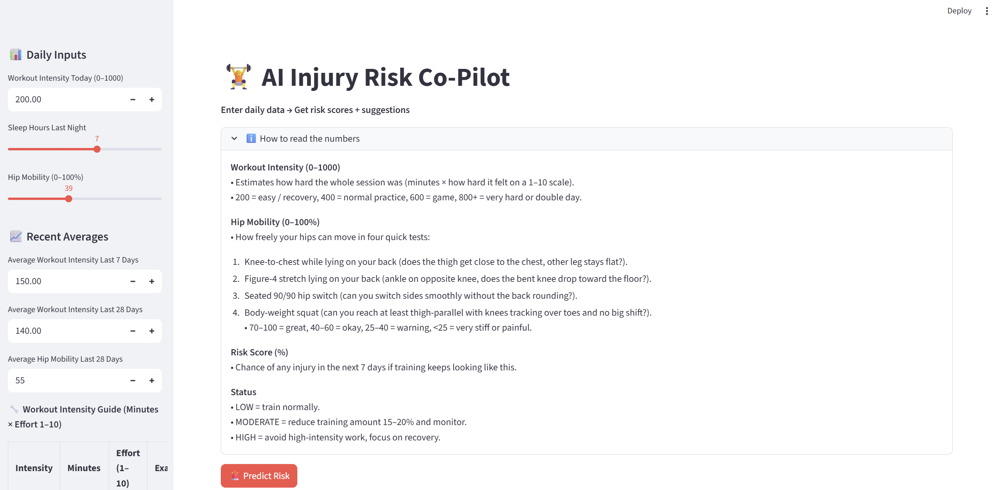 Deploy
Daily Inputs
Workout Intensity Today (0–1000)
200.00
Sleep Hours Last Night
7
Hip Mobility (0–100%)
39
Recent Averages
Average Workout Intensity Last 7 Days
150.00
Average Workout Intensity Last 28 Days
140.00
Average Hip Mobility Last 28 Days
55
Workout Intensity Guide (Minutes
× Effort 1–10)
Intensity
Minutes
Effort
(1–
10)
Exa
AI Injury Risk Co-Pilot
Enter daily data → Get risk scores + suggestions
How to read the numbers
Workout Intensity (0–1000)
• Estimates how hard the whole session was (minutes × how hard it felt on a 1–10 scale).
• 200 = easy / recovery, 400 = normal practice, 600 = game, 800+ = very hard or double day.
Hip Mobility (0–100%)
• How freely your hips can move in four quick tests:
1. Knee-to-chest while lying on your back (does the thigh get close to the chest, other leg stays flat?).
2. Figure-4 stretch lying on your back (ankle on opposite knee, does the bent knee drop toward the floor?).
3. Seated 90/90 hip switch (can you switch sides smoothly without the back rounding?).
4. Body-weight squat (can you reach at least thigh-parallel with knees tracking over toes and no big shift?).
• 70–100 = great, 40–60 = okay, 25–40 = warning, <25 = very stiff or painful.
Risk Score (%)
• Chance of any injury in the next 7 days if training keeps looking like this.
Status
• LOW = train normally.
• MODERATE = reduce training amount 15–20% and monitor.
• HIGH = avoid high-intensity work, focus on recovery.
Predict Risk